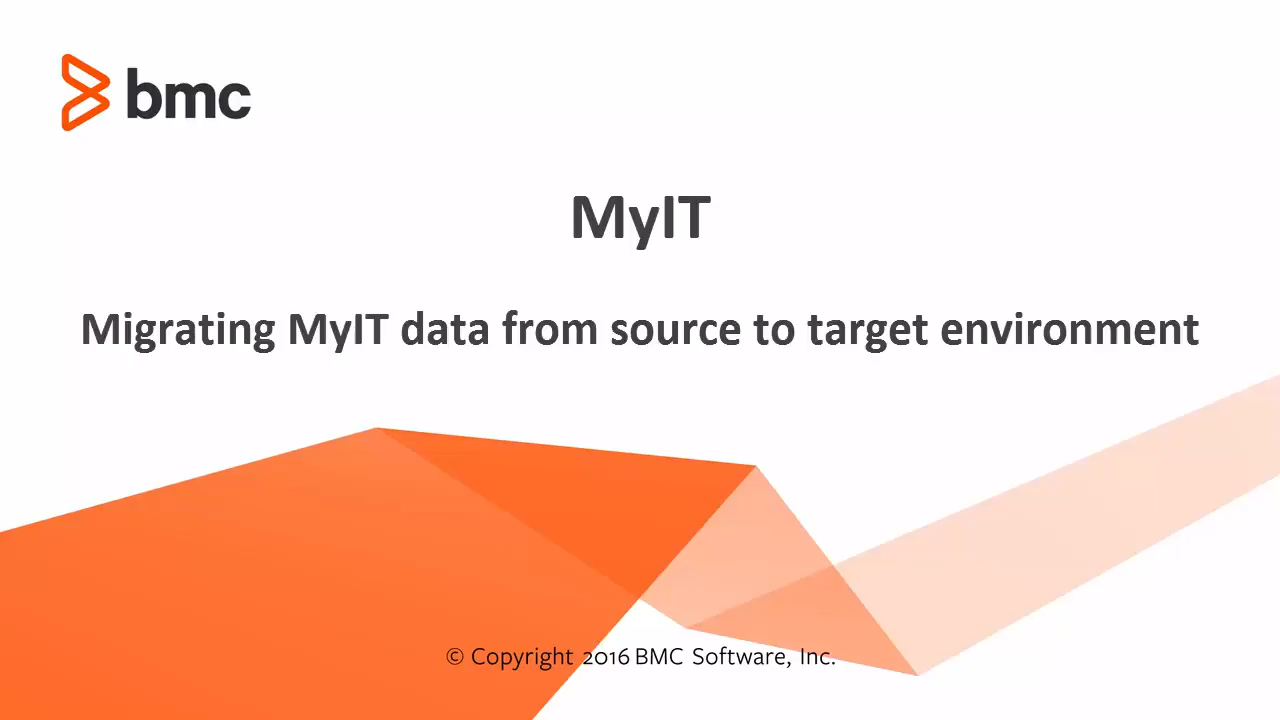 bmc
MyIT
Migrating MyIT data from source to target environment
© Copyright 2016 BMC Software, Inc.